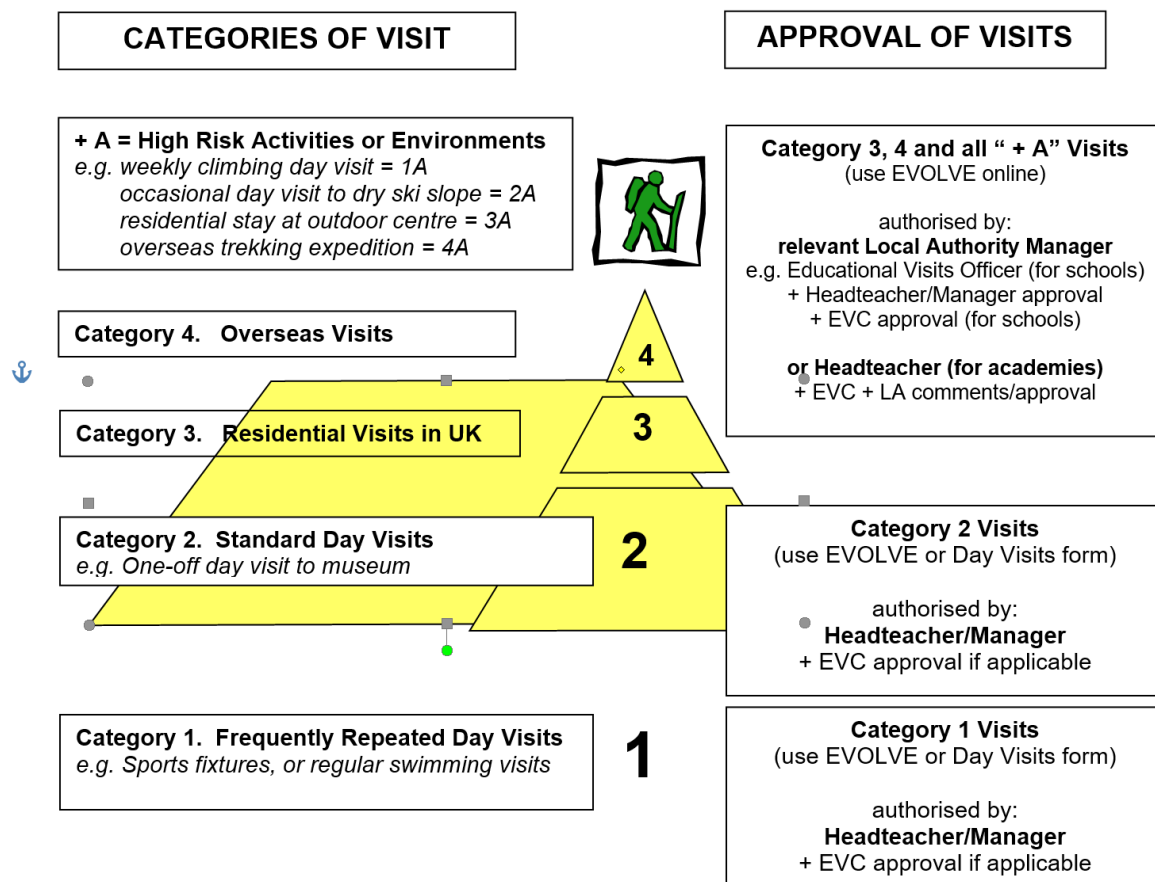 CATEGORIES OF VISIT
APPROVAL OF VISITS
+ A = High Risk Activities or Environments
e.g. weekly climbing day visit = 1A
occasional day visit to dry ski slope = 2A
residential stay at outdoor centre = 3A
overseas trekking expedition = 4A
Category 3, 4 and all “ + A” Visits
(use EVOLVE online)
authorised by:
relevant Local Authority Manager
e.g. Educational Visits Officer (for schools)
+ Headteacher/Manager approval
+ EVC approval (for schools)
or Headteacher (for academies)
+ EVC + LA comments/approval
Category 4.   Overseas Visits
4
Category 3.   Residential Visits in UK
3
Category 2.  Standard Day Visits
e.g. One-off day visit to museum
2
Category 2 Visits
(use EVOLVE or Day Visits form)
authorised by:
Headteacher/Manager
+ EVC approval if applicable
Category 1.  Frequently Repeated Day Visits
e.g. Sports fixtures, or regular swimming visits
1
Category 1 Visits
(use EVOLVE or Day Visits form)
authorised by:
Headteacher/Manager
+ EVC approval if applicable